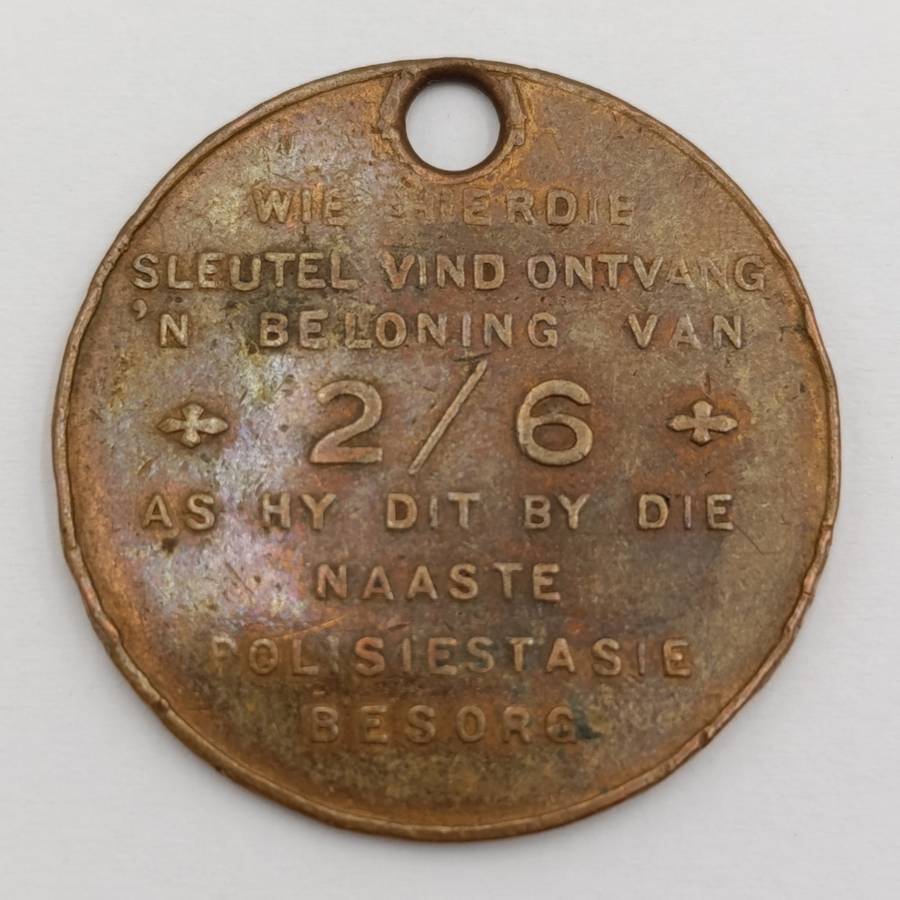 WIE HIERDIE
SLEUTEL VIND ONTVANG
'N BELONING VAN
2/6
AS HY DIT BY DIE
NAASTE
POLISIESTASIE
BESORG